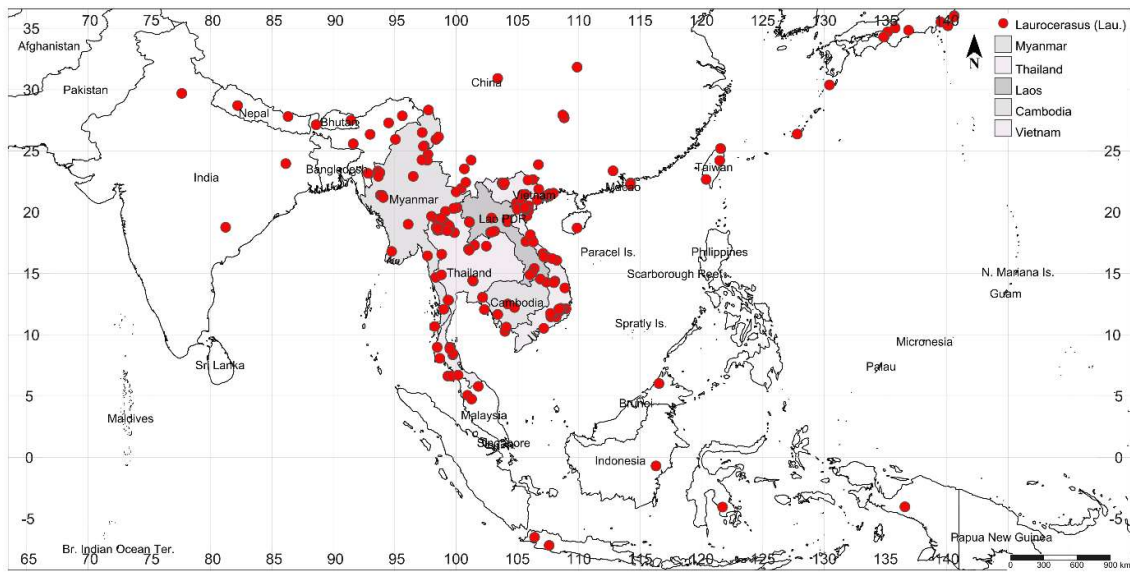 65 70 75 80 85 90 95 100 105 110 115 120 125 130 135 140
35 30 25 20 15 10 5 0 -5
25 20 15 10 5 0 -5
Laurocerasus (Lau.)
Myanmar
Thailand
Laos
Cambodia
Vietnam
N
Afghanistan
Pakistan
China
Nepal
Bhutan
Bangladesh
India
Myanmar
Vietnam
Macao
Taiwan
Lao PDR
Paracel Is.
Philippines
Thailand
Scarborough Reef
N. Mariana Is.
Guam
Cambodia
Spratly Is.
Micronesia
Sri Lanka
Palau
Maldives
Brunei
Malaysia
Singapore
Indonesia
Br. Indian Ocean Ter.
Papua New Guinea
0 300 600 900 km
65 70 75 80 85 90 95 100 105 110 115 120 125 130 135